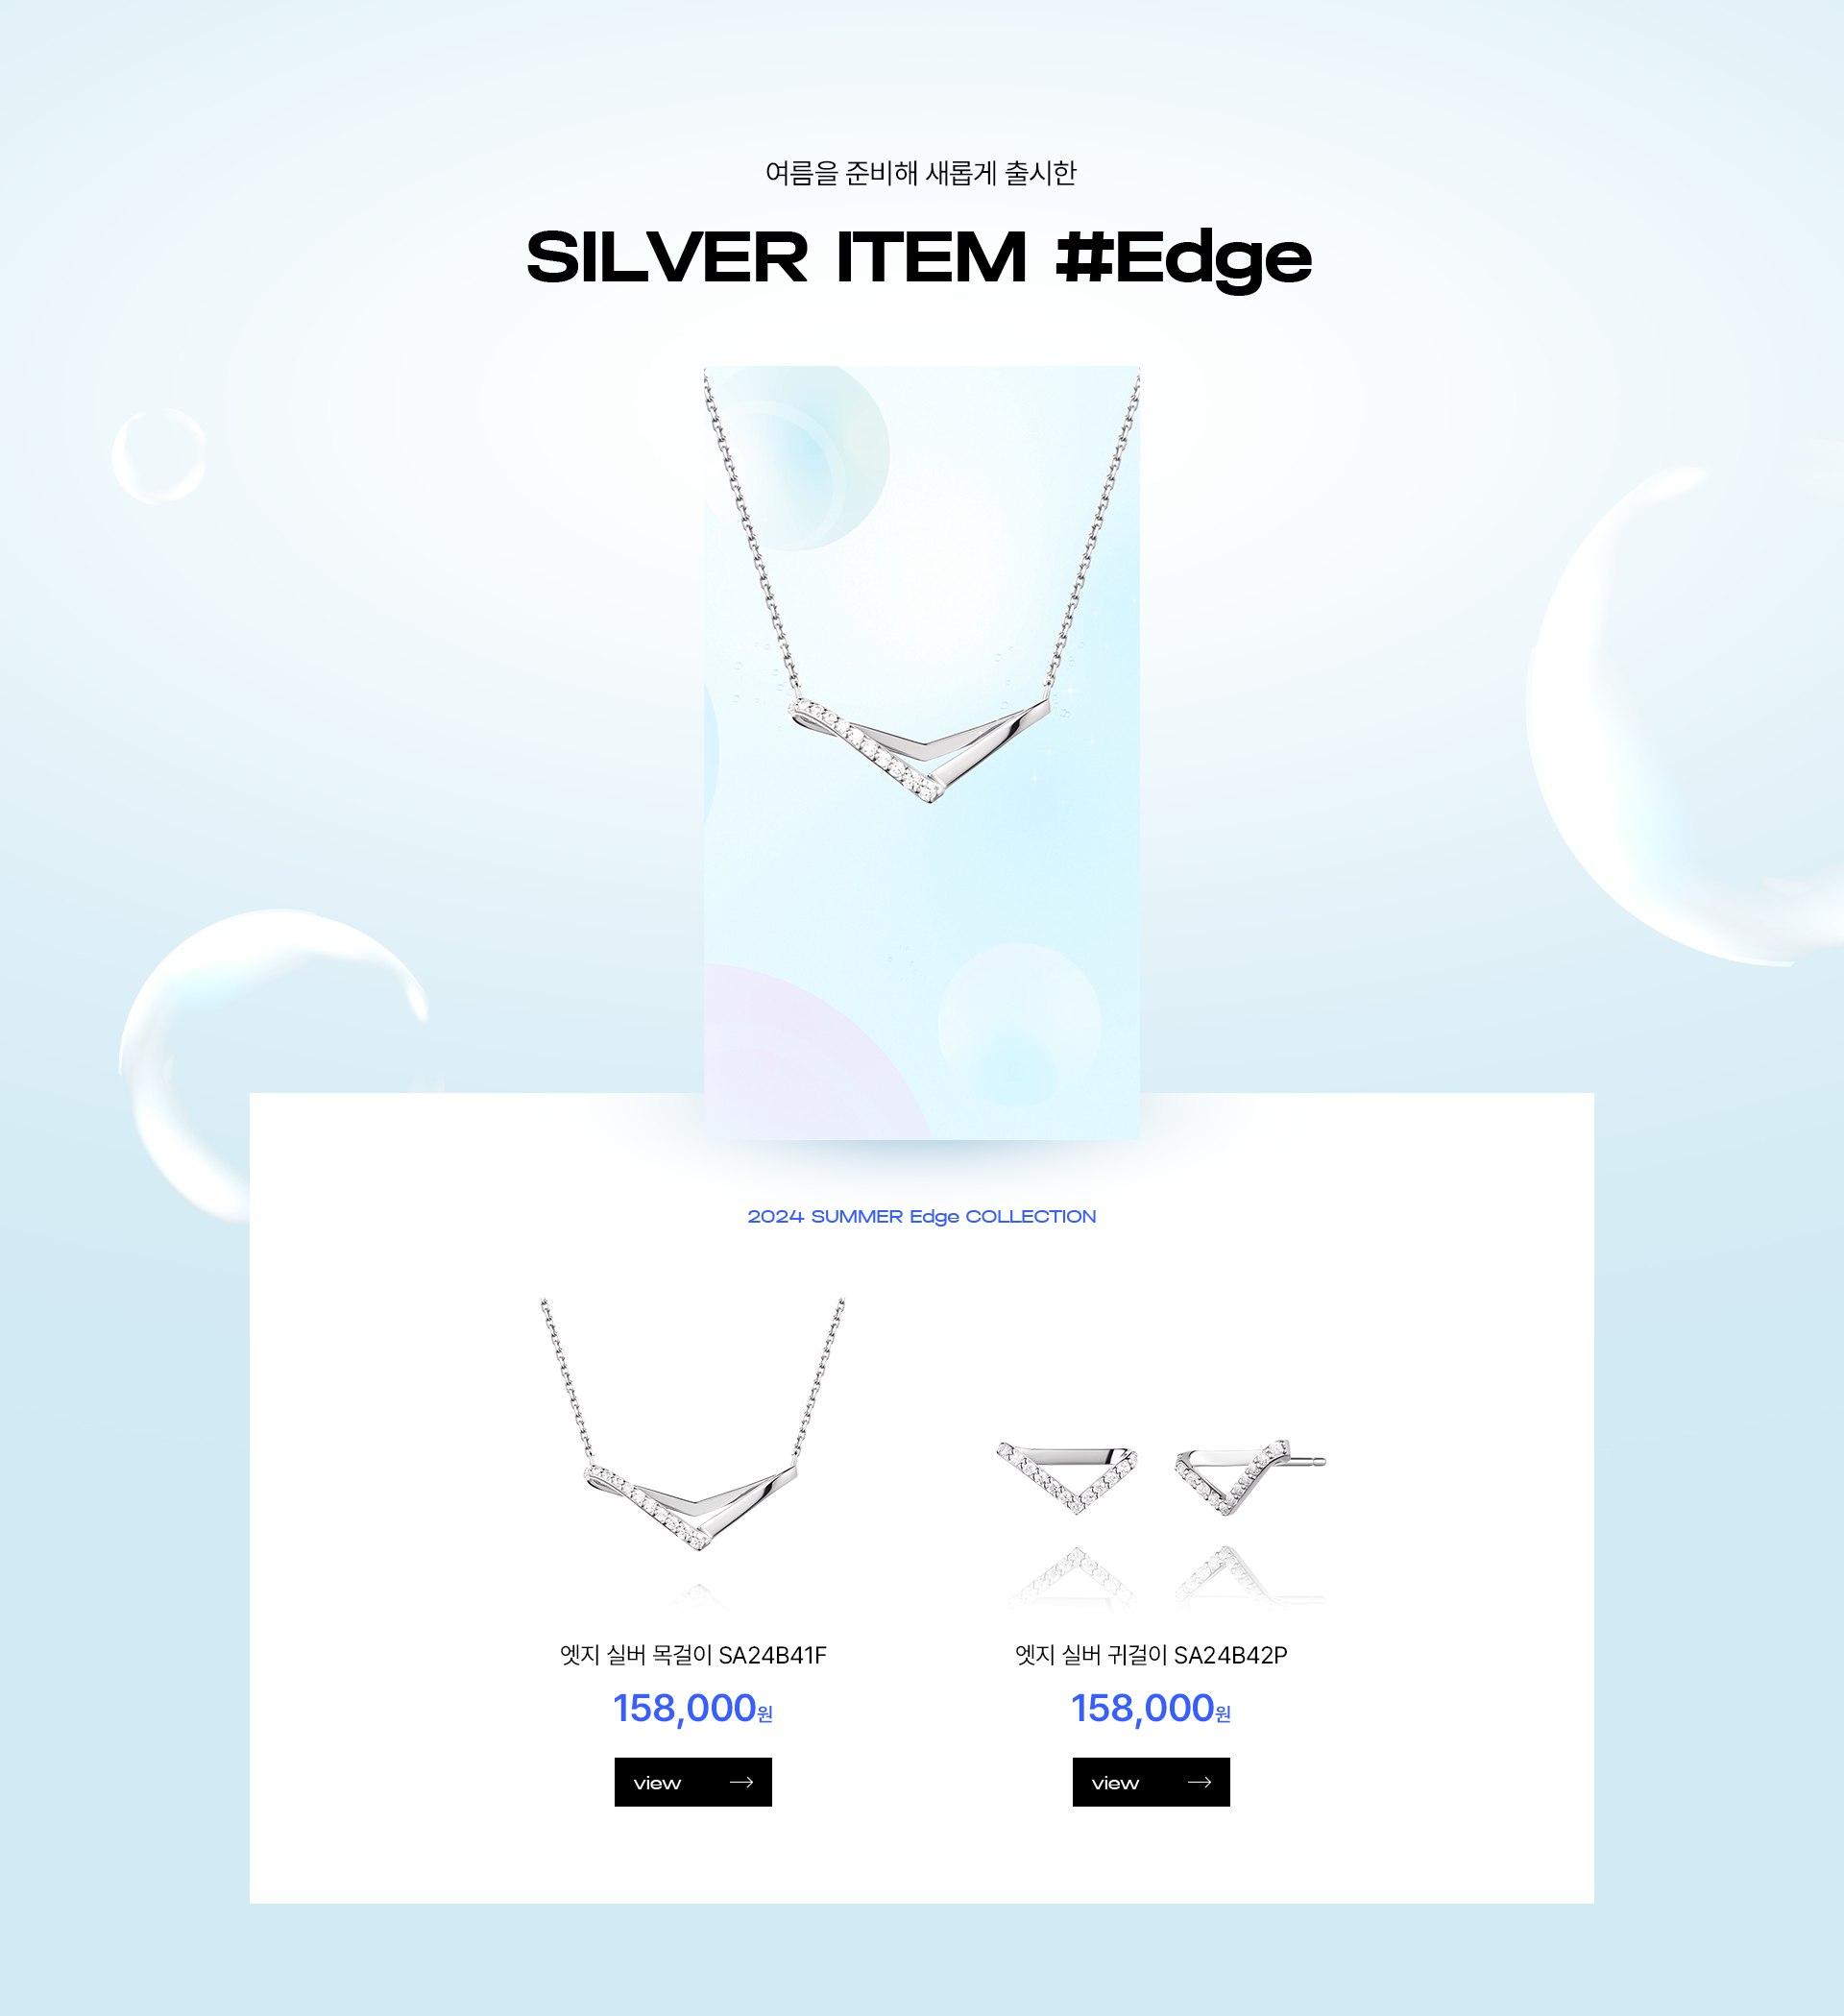 여름을 준비해 새롭게 출시한
SILVER ITEM #Edge
2024 SUMMER Edge COLLECTION
엣지 실버 목걸이 SA24B41F
158,000원
view
엣지 실버 귀걸이 SA24B42P
158,000원
view